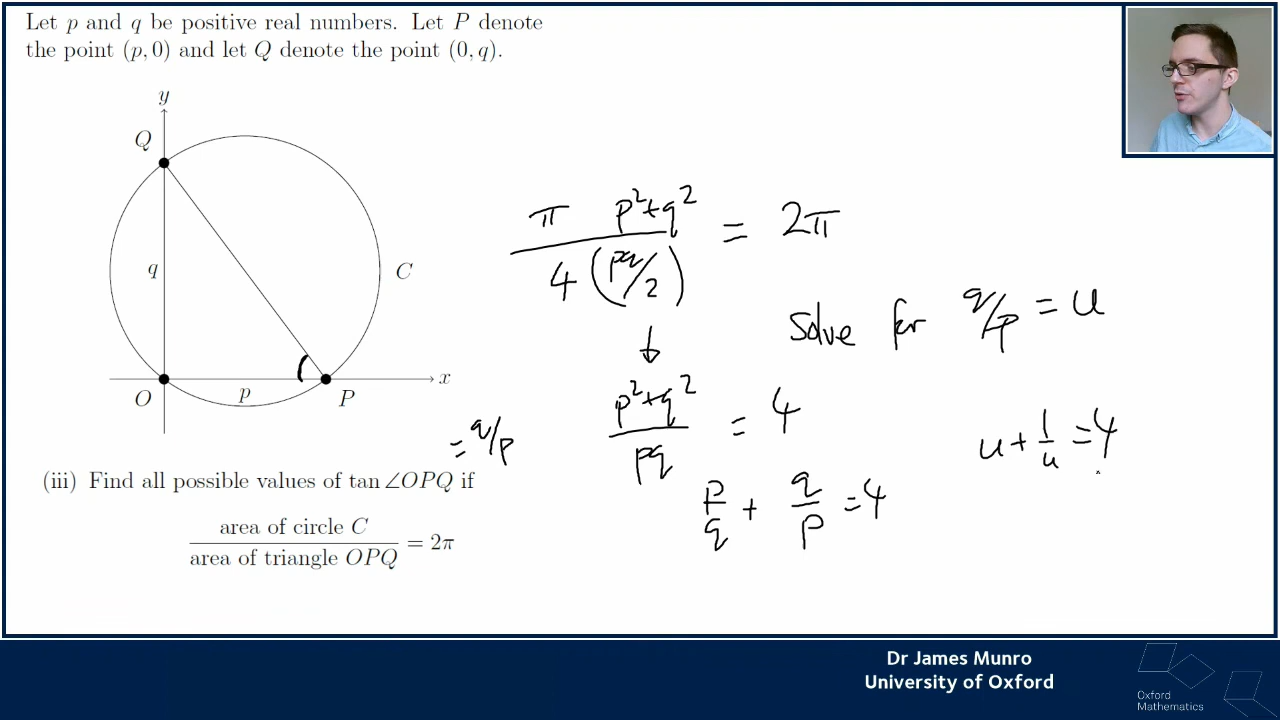 Let p and q be positive real numbers. Let P denote
the point (p, 0) and let Q denote the point (0, q).
y
Q
q
C
O
p
P
x
π p²+q²
4 (pq/2)
= 2π
Solve for q/p = u
↓
p²+q²
pq
= 4
u + 1/u = 4
p/q + q/p = 4
= q/p
(iii) Find all possible values of tan ∠OPQ if
area of circle C
area of triangle OPQ
= 2π
Dr James Munro
University of Oxford
Oxford
Mathematics